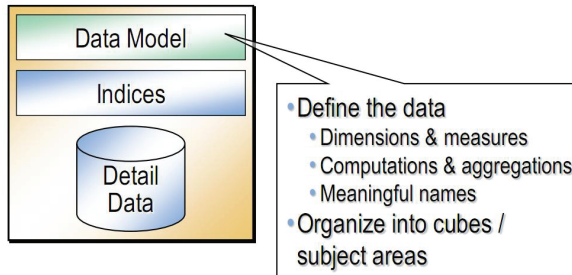 Data Model
Indices
Detail
Data
•Define the data
•Dimensions & measures
•Computations & aggregations
•Meaningful names
•Organize into cubes /
subject areas